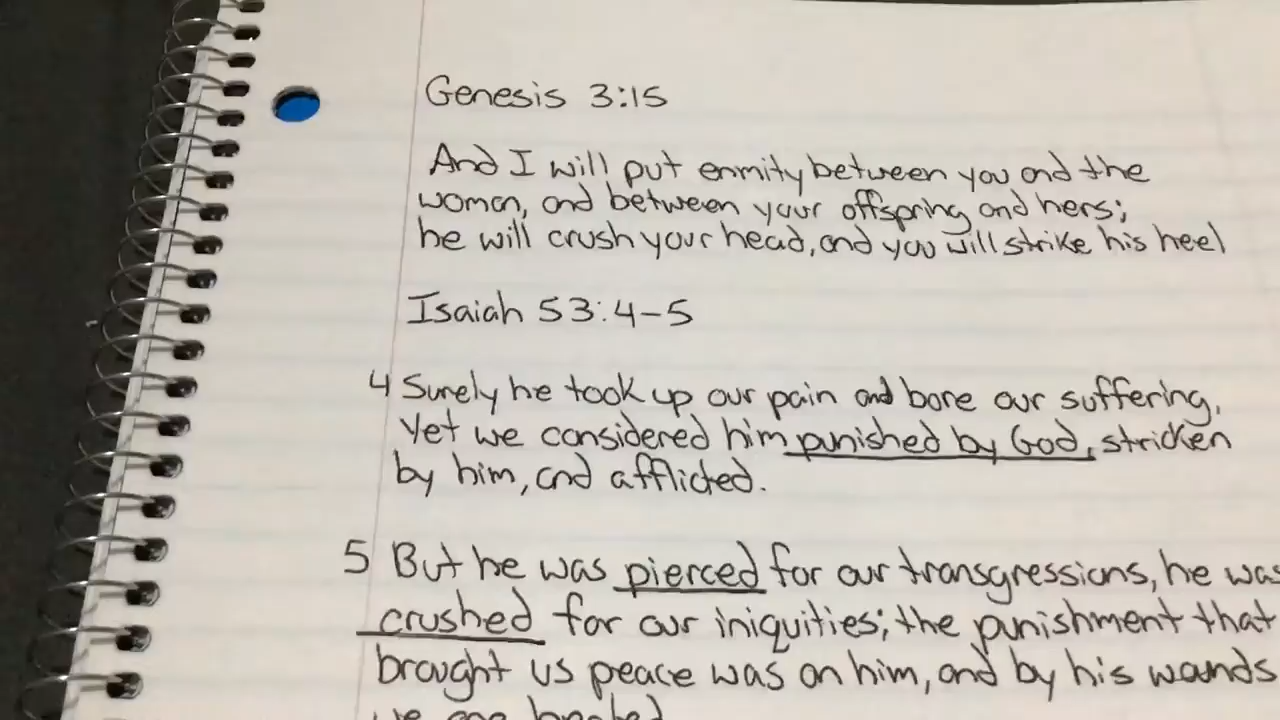 Genesis 3:15
And I will put enmity between you and the
woman, and between your offspring and hers;
he will crush your head, and you will strike his heel
Isaiah 53:4-5
4 Surely he took up our pain and bore our suffering,
Yet we considered him punished by God, stricken
by him, and afflicted.
5 But he was pierced for our transgressions, he was
crushed for our iniquities; the punishment that
brought us peace was on him, and by his wounds
we are healed